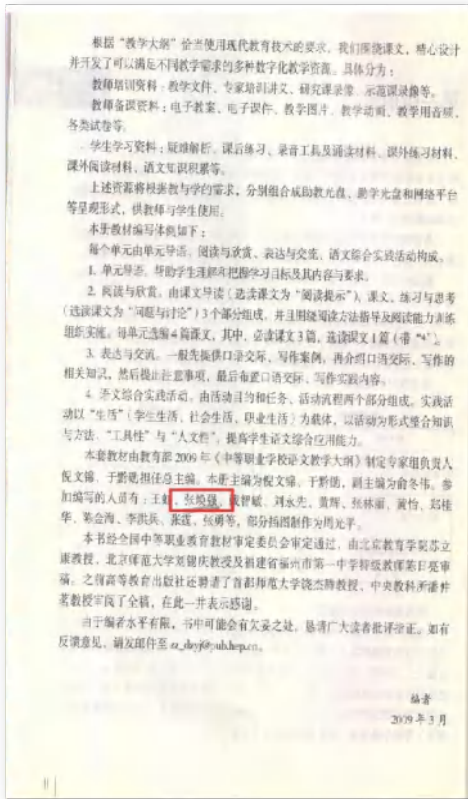 根据“教学大纲”恰当使用现代教育技术的要求，我们围绕课文，精心设计
并开发了可以满足不同教学需求的多种数字化教学资源。具体分为：
教师培训资料：教学文件、专家培训讲义、研究课录像、示范课录像等。
教师备课资料：电子教案、电子课件、教学图片、教学动画、教学用音频、
各类试卷等。
学生学习资料：疑难解析、课后练习、录音工具及诵读材料、课外练习材料、
课外阅读材料、语文知识积累等。
上述资源将根据教与学的需求，分别组合成助教光盘、助学光盘和网络平台
等呈现形式，供教师与学生使用。
本册教材编写体例如下：
每个单元由单元导语、阅读与欣赏、表达与交流、语文综合实践活动构成。
1. 单元导语。帮助学生理解和把握学习目标及其内容与要求。
2. 阅读与欣赏。由课文导读（选读课文为“阅读提示”）、课文、练习与思考
（选读课文为“问题与讨论”）3个部分组成，并且围绕阅读方法指导及阅读能力训练
组织实施。每单元选编4篇课文，其中，必读课文3篇，选读课文1篇（带“*”）。
3. 表达与交流。一般先提供口语交际、写作案例，再介绍口语交际、写作的
相关知识，然后提出注意事项，最后布置口语交际、写作实践内容。
4. 语文综合实践活动。由活动目的和任务、活动流程两个部分组成。实践活
动以“生活”（学生生活、社会生活、职业生活）为载体，以活动为形式整合知识
与方法、“工具性”与“人文性”，提高学生语文综合应用能力。
本套教材由教育部2009年《中等职业学校语文教学大纲》制定专家组负责人
倪文锦、于黔勋担任总主编。本册主编为倪文锦、于黔勋，副主编为俞冬伟。参
加编写的人员有：王虹、张焕强、戴智敏、刘永先、黄辉、张林丽、黄怡、邱桂
华、陈会海、李洪兵、张霞、张勇等，部分插图制作为周光平。
本书经全国中等职业教育教材审定委员会审定通过，由北京教育学院苏立
康教授、北京师范大学刘锡庆教授及福建省福州市第一中学特级教师陈日亮审
稿。之前高等教育出版社还聘请了首都师范大学饶杰腾教授、中央教科所潘仲
茗教授审阅了全稿，在此一并表示感谢。
由于编者水平有限，书中可能会有欠妥之处，恳请广大读者批评指正。如有
反馈意见，请发邮件至zz_dzyj@pub.hep.cn。
编者
2009年3月
II